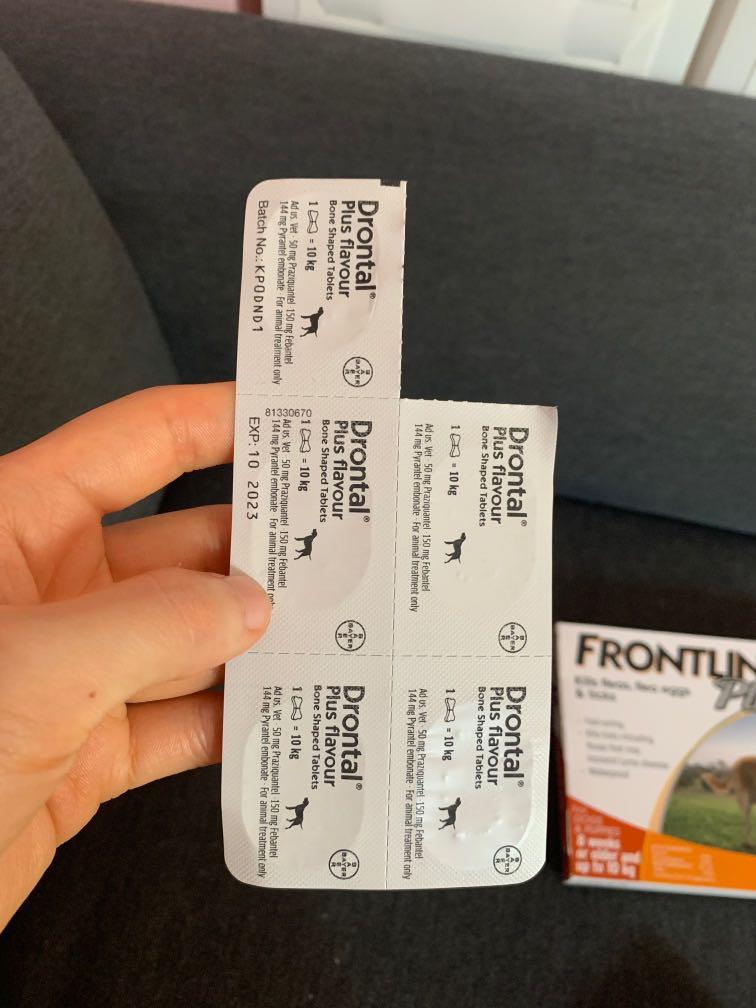 Drontal®
Plus flavour
Bone Shaped Tablets
1 = 10 kg
Ad us. Vet · 50 mg Praziquantel · 150 mg Febantel
144 mg Pyrantel embonate · For animal treatment only
Batch No.: KP0DND1
BAYER
Drontal®
Plus flavour
Bone Shaped Tablets
1 = 10 kg
Ad us. Vet · 50 mg Praziquantel · 150 mg Febantel
144 mg Pyrantel embonate · For animal treatment only
81330670
EXP: 10 2023
BAYER
Drontal®
Plus flavour
Bone Shaped Tablets
1 = 10 kg
Ad us. Vet · 50 mg Praziquantel · 150 mg Febantel
144 mg Pyrantel embonate · For animal treatment only
BAYER
Drontal®
Plus flavour
Bone Shaped Tablets
1 = 10 kg
Ad us. Vet · 50 mg Praziquantel · 150 mg Febantel
144 mg Pyrantel embonate · For animal treatment only
BAYER
Drontal®
Plus flavour
Bone Shaped Tablets
1 = 10 kg
Ad us. Vet · 50 mg Praziquantel · 150 mg Febantel
144 mg Pyrantel embonate · For animal treatment only
BAYER
FRONTLIN
Pl
Kills fleas, flea eggs
& ticks